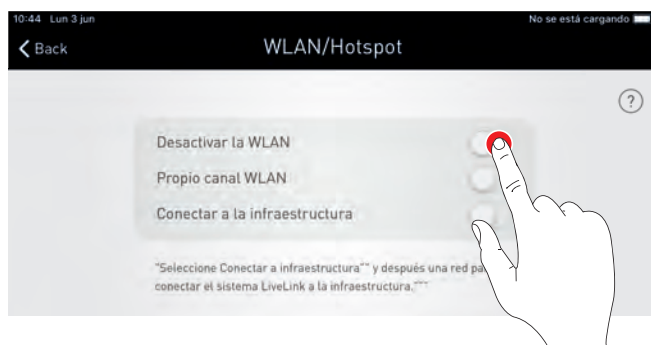 10:44 Lun 3 jun
No se está cargando
Back
WLAN/Hotspot
?
Desactivar la WLAN
Propio canal WLAN
Conectar a la infraestructura
"Seleccione Conectar a infraestructura"" y después una red
conectar el sistema LiveLink a la infraestructura."""